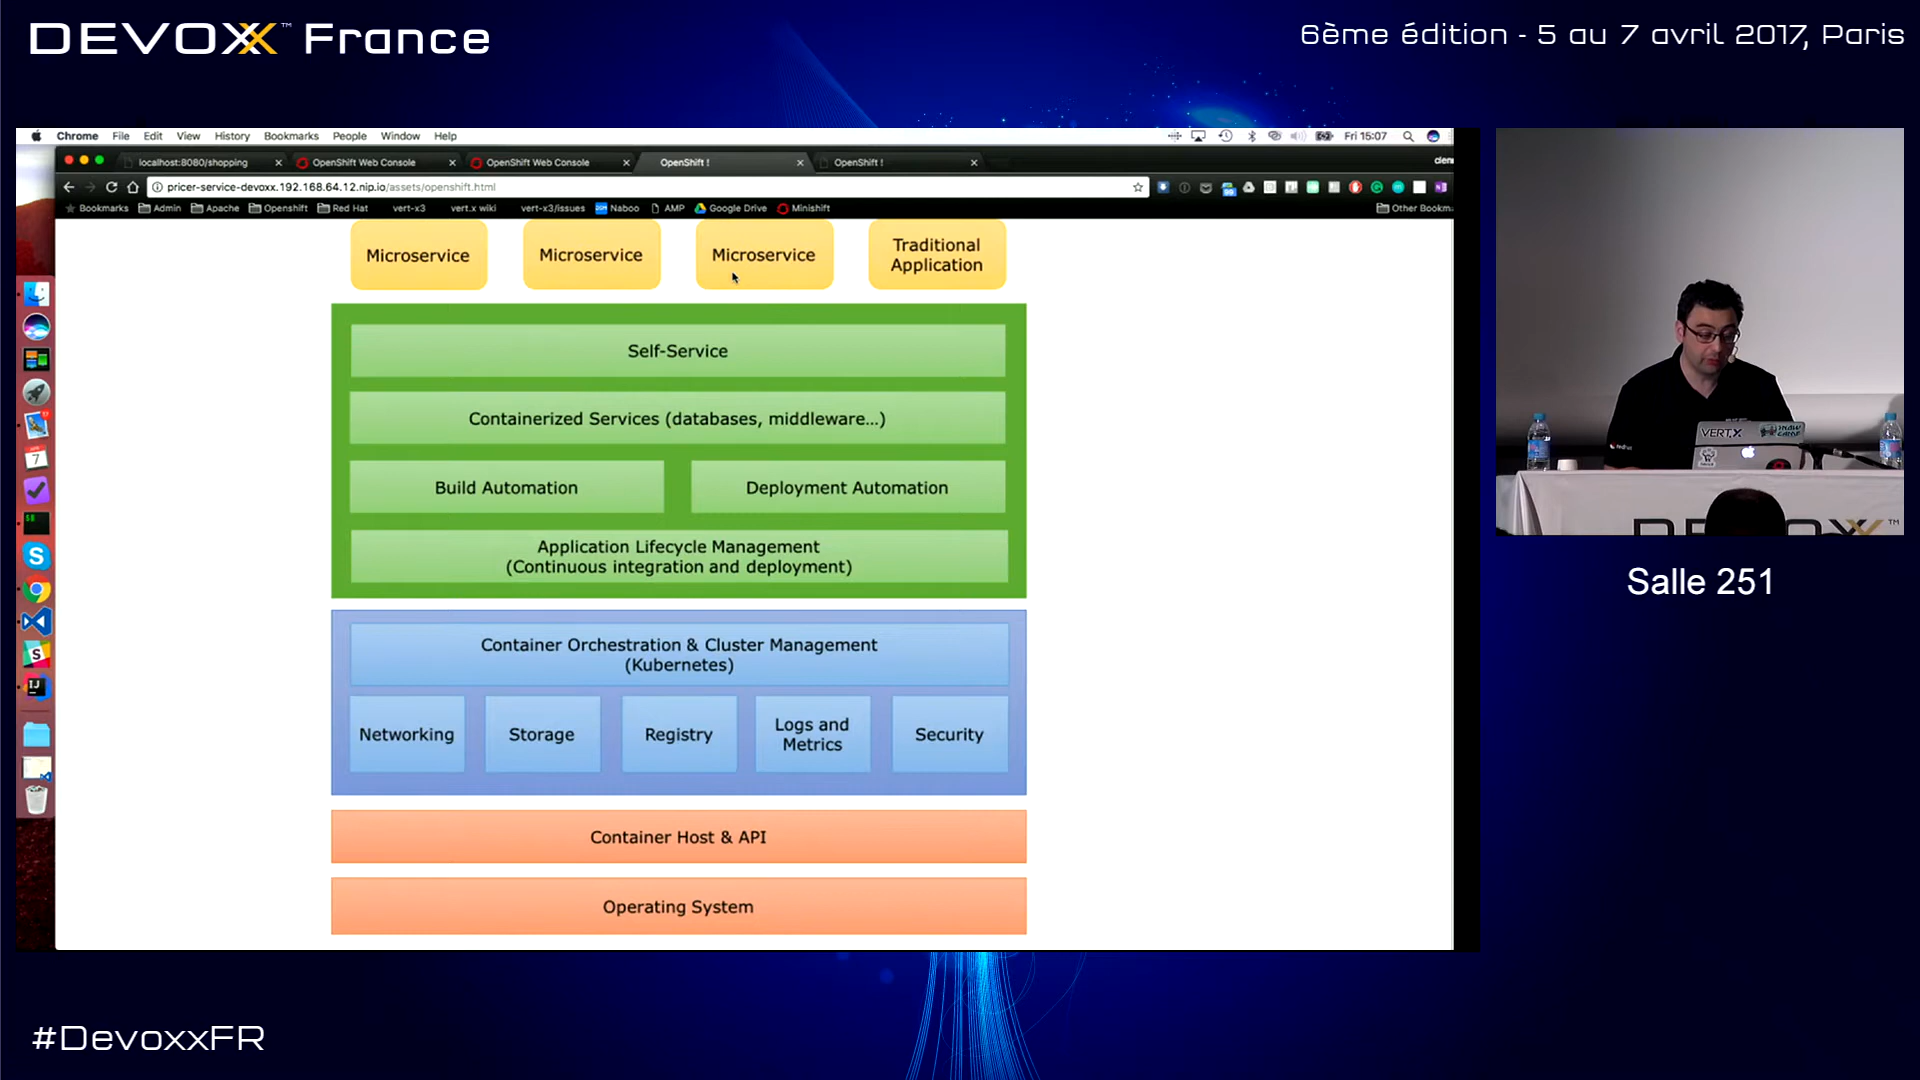 DEVOXX™ France
6ème édition - 5 au 7 avril 2017, Paris
Chrome File Edit View History Bookmarks People Window Help
Fri 15:07
localhost:8080/shopping
OpenShift Web Console
OpenShift Web Console
OpenShift !
OpenShift !
pricer-service-devoxx.192.168.64.12.nip.io/assets/openshift.html
Bookmarks Admin Apache Openshift Red Hat vert-x3 vert.x wiki vert-x3/issues Naboo AMP Google Drive Minishift
Microservice
Microservice
Microservice
Traditional
Application
Self-Service
Containerized Services (databases, middleware...)
Build Automation
Deployment Automation
Application Lifecycle Management
(Continuous integration and deployment)
Container Orchestration & Cluster Management
(Kubernetes)
Networking
Storage
Registry
Logs and
Metrics
Security
Container Host & API
Operating System
VERT.X
Salle 251
#DevoxxFR